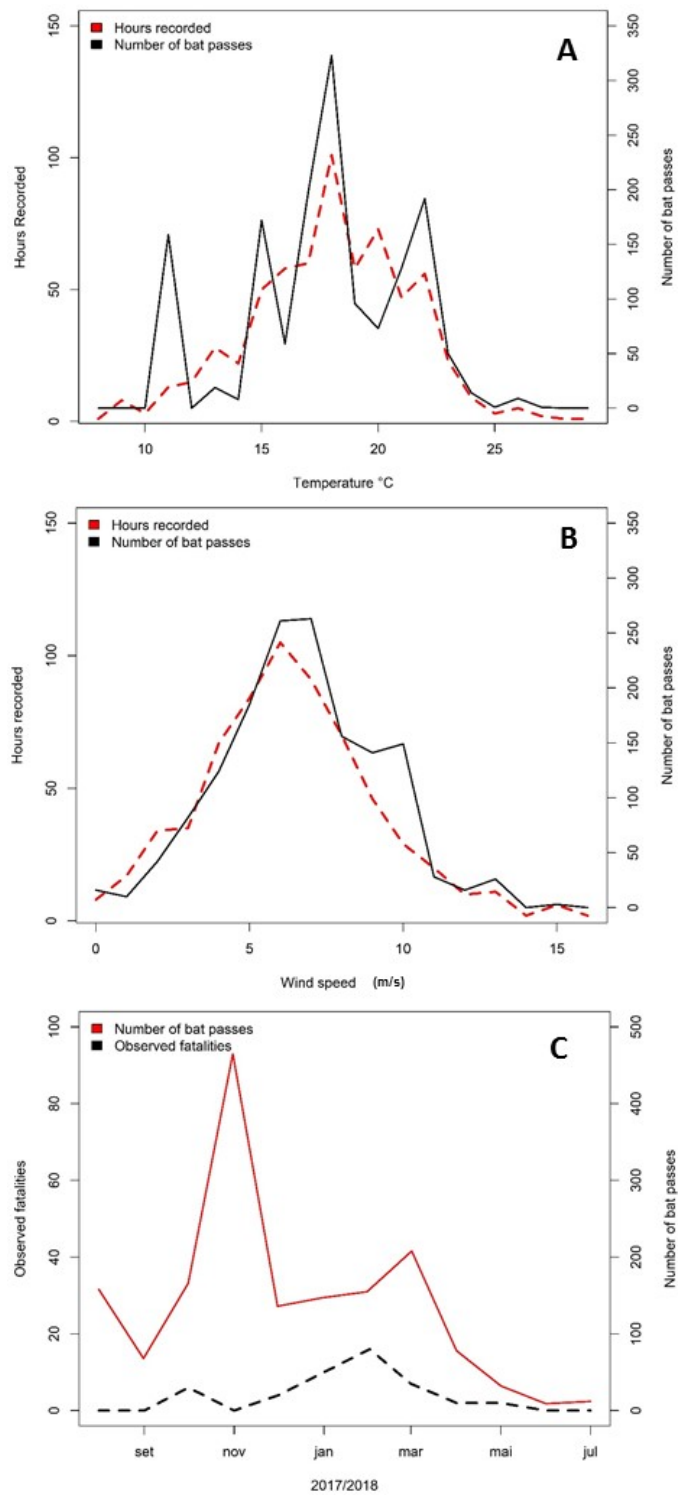 A
Hours recorded
Number of bat passes
Hours Recorded
Number of bat passes
0 50 100 150
0 50 100 150 200 250 300 350
10 15 20 25
Temperature °C
B
Hours recorded
Number of bat passes
Hours recorded
Number of bat passes
0 50 100 150
0 50 100 150 200 250 300 350
0 5 10 15
Wind speed (m/s)
C
Number of bat passes
Observed fatalities
Observed fatalities
Number of bat passes
0 20 40 60 80 100
0 100 200 300 400 500
set nov jan mar mai jul
2017/2018